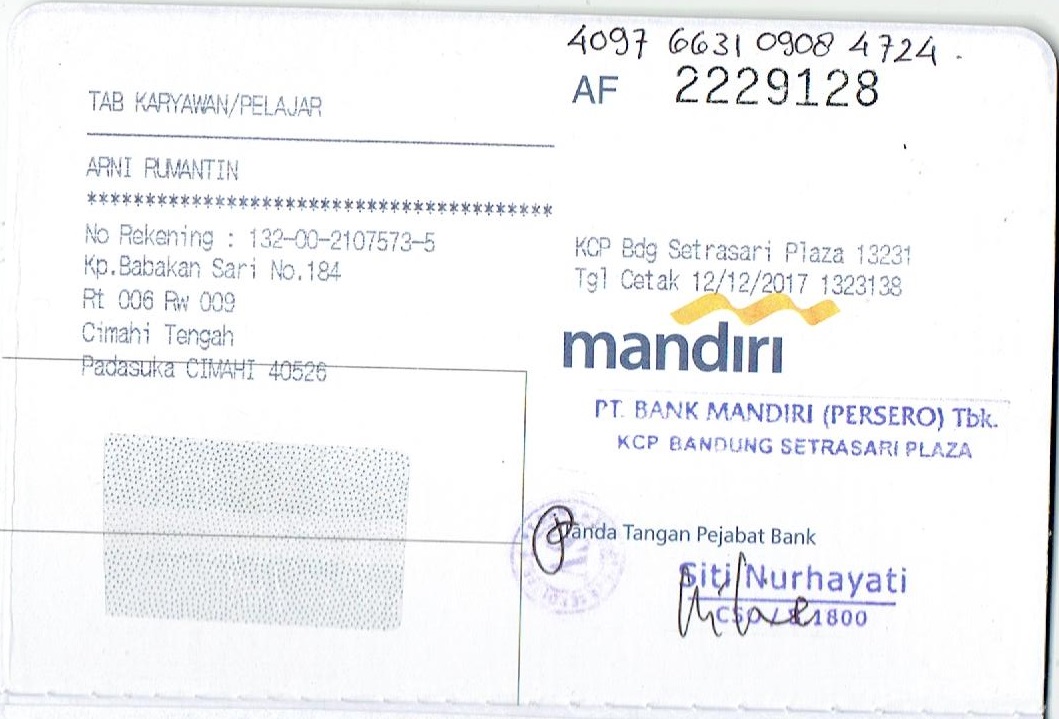 4097 6631 0908 4724.
AF 2229128
TAB KARYAWAN/PELAJAR
ARNI RUMANTIN
****************************************
No Rekening : 132-00-2107573-5
Kp.Babakan Sari No.184
Rt 006 Rw 009
Cimahi Tengah
Padasuka CIMAHI 40526
KCP Bdg Setrasari Plaza 13231
Tgl Cetak 12/12/2017 1323138
mandiri
PT. BANK MANDIRI (PERSERO) Tbk.
KCP BANDUNG SETRASARI PLAZA
Tanda Tangan Pejabat Bank
Siti Nurhayati